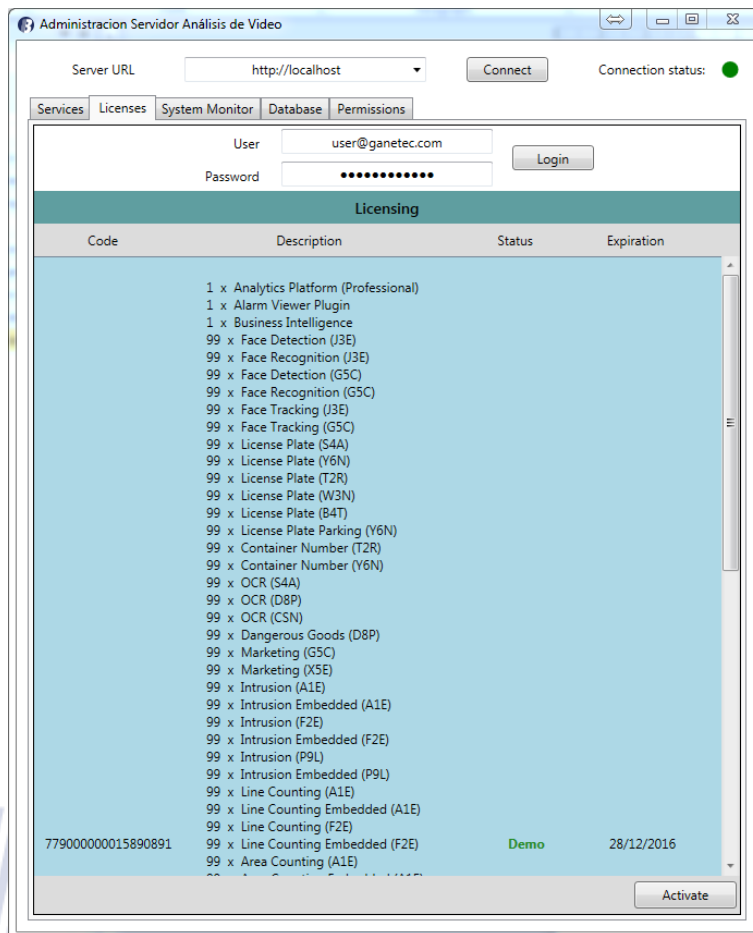 Administracion Servidor Análisis de Video
Server URL http://localhost Connect Connection status:
Services Licenses System Monitor Database Permissions
User user@ganetec.com
Login
Password ●●●●●●●●●●●●
Licensing
Code Description Status Expiration
1 x Analytics Platform (Professional)
1 x Alarm Viewer Plugin
1 x Business Intelligence
99 x Face Detection (J3E)
99 x Face Recognition (J3E)
99 x Face Detection (G5C)
99 x Face Recognition (G5C)
99 x Face Tracking (J3E)
99 x Face Tracking (G5C)
99 x License Plate (S4A)
99 x License Plate (Y6N)
99 x License Plate (T2R)
99 x License Plate (W3N)
99 x License Plate (B4T)
99 x License Plate Parking (Y6N)
99 x Container Number (T2R)
99 x Container Number (Y6N)
99 x OCR (S4A)
99 x OCR (D8P)
99 x OCR (CSN)
99 x Dangerous Goods (D8P)
99 x Marketing (G5C)
99 x Marketing (X5E)
99 x Intrusion (A1E)
99 x Intrusion Embedded (A1E)
99 x Intrusion (F2E)
99 x Intrusion Embedded (F2E)
99 x Intrusion (P9L)
99 x Intrusion Embedded (P9L)
99 x Line Counting (A1E)
99 x Line Counting Embedded (A1E)
99 x Line Counting (F2E)
779000000015890891 99 x Line Counting Embedded (F2E) Demo 28/12/2016
99 x Area Counting (A1E)
Activate